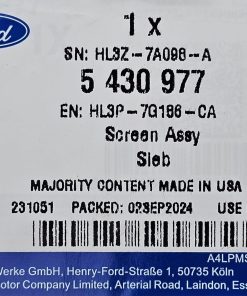 1 x
SN: HL3Z-7A098-A
5 430 977
EN: HL3P-7G186-CA
Screen Assy
Sieb
MAJORITY CONTENT MADE IN USA
231051 PACKED: 02SEP2024 USE
A4LPMS
Werke GmbH, Henry-Ford-Straße 1, 50735 Köln
Motor Company Limited, Arterial Road, Laindon, Ess